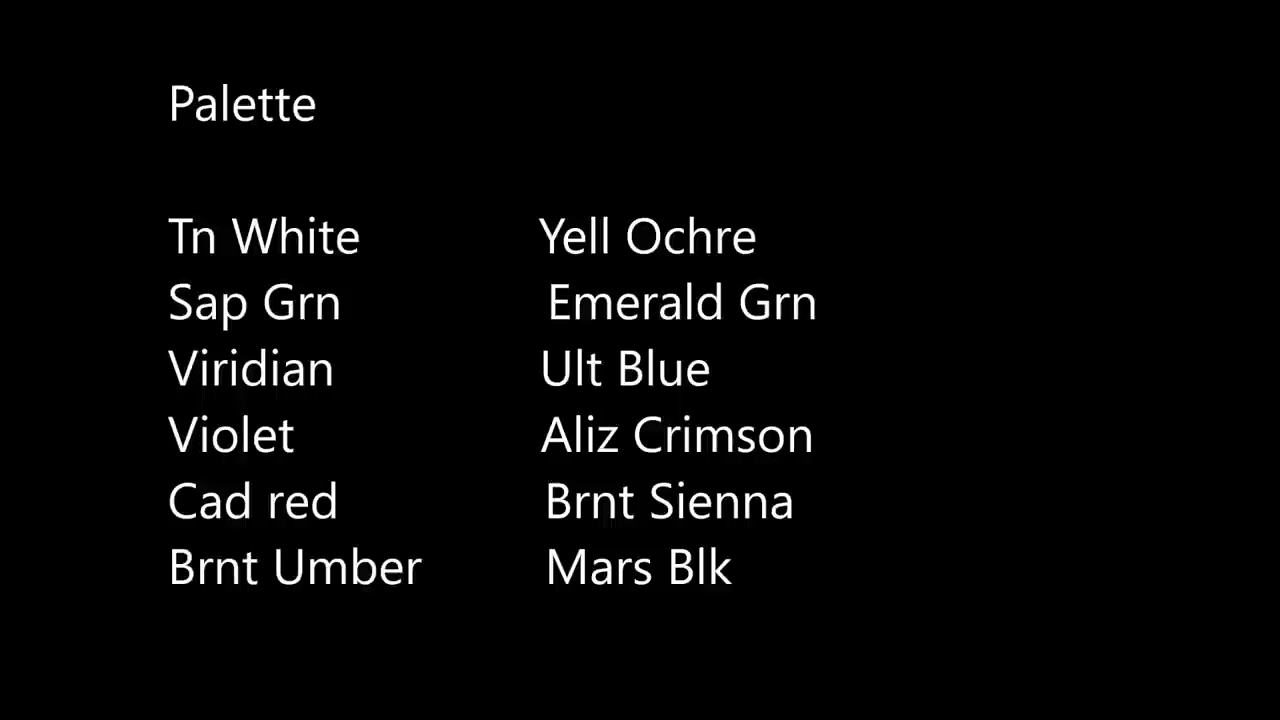 Palette
Tn White Yell Ochre
Sap Grn Emerald Grn
Viridian Ult Blue
Violet Aliz Crimson
Cad red Brnt Sienna
Brnt Umber Mars Blk